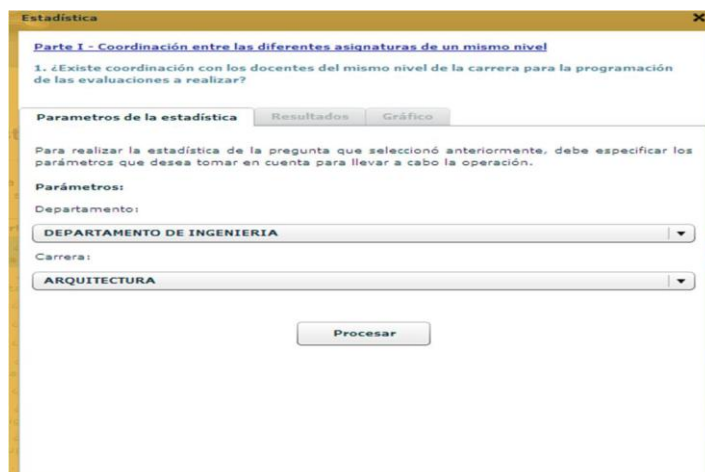 Estadística
Parte I - Coordinación entre las diferentes asignaturas de un mismo nivel
1. ¿Existe coordinación con los docentes del mismo nivel de la carrera para la programación
de las evaluaciones a realizar?
Parametros de la estadística Resultados Gráfico
Para realizar la estadística de la pregunta que seleccionó anteriormente, debe especificar los
parámetros que desea tomar en cuenta para llevar a cabo la operación.
Parámetros:
Departamento:
DEPARTAMENTO DE INGENIERIA
Carrera:
ARQUITECTURA
Procesar